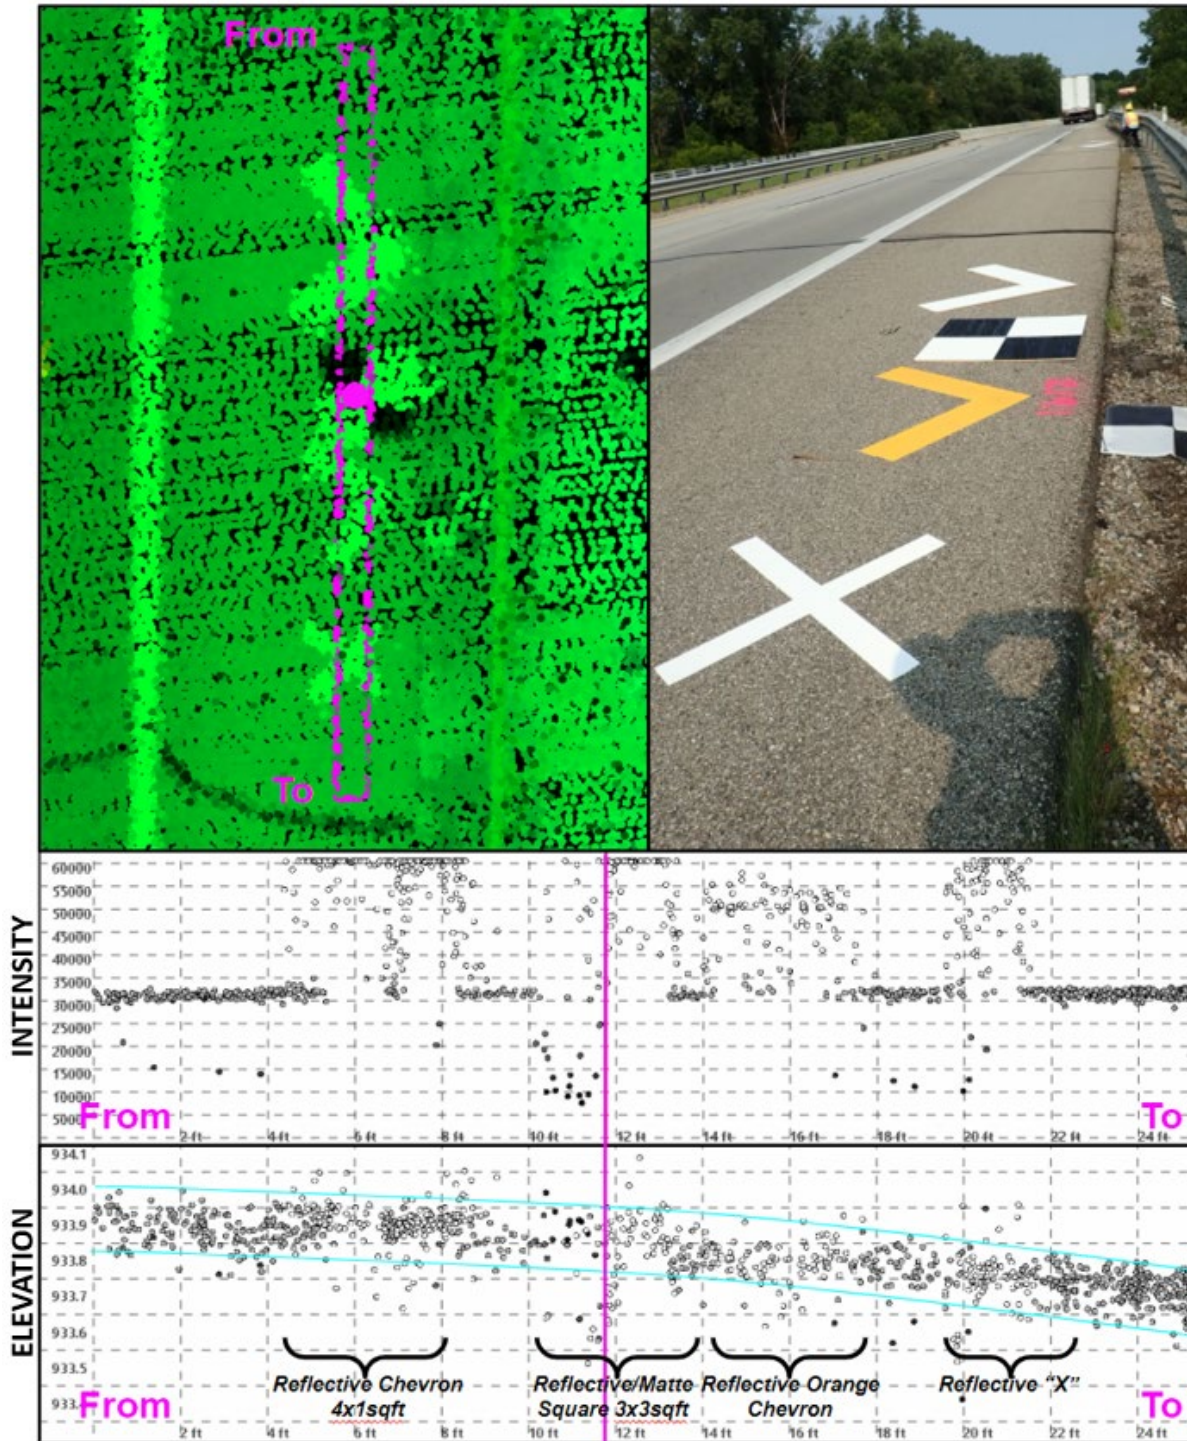 From
To
INTENSITY
60000
55000
50000
45000
40000
35000
30000
25000
20000
15000
10000
5000
From
To
2 ft
4 ft
6 ft
8 ft
10 ft
12 ft
14 ft
16 ft
18 ft
20 ft
22 ft
24 ft
ELEVATION
934.1
934.0
933.9
933.8
933.7
933.6
933.5
933.
Reflective Chevron
4x1sqft
Reflective/Matte
Square 3x3sqft
Reflective Orange
Chevron
Reflective “X”
From
To
2 ft
4 ft
6 ft
8 ft
10 ft
12 ft
14 ft
16 ft
18 ft
20 ft
22 ft
24 ft